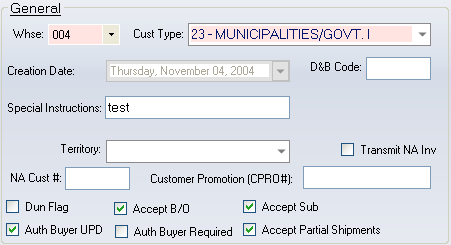 General
Whse: 004 Cust Type: 23 - MUNICIPALITIES/GOVT. I
Creation Date: Thursday, November 04, 2004 D&B Code:
Special Instructions: test
Territory: Transmit NA Inv
NA Cust #: Customer Promotion (CPRO#):
Dun Flag Accept B/O Accept Sub
Auth Buyer UPD Auth Buyer Required Accept Partial Shipments